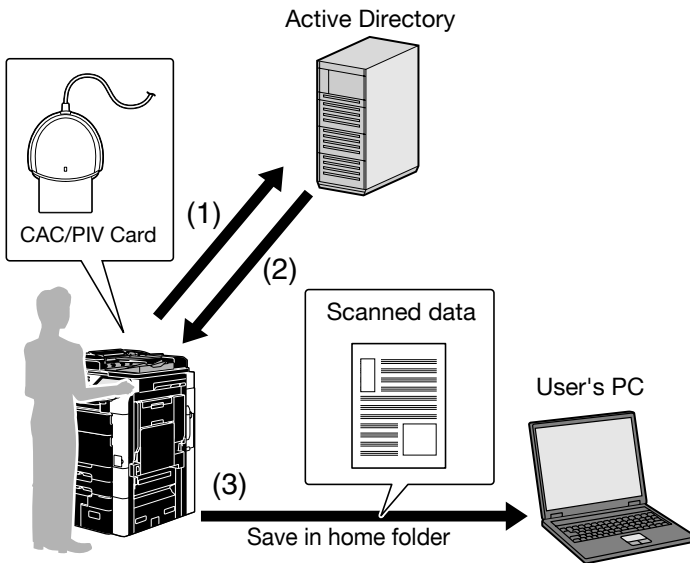 Active Directory
CAC/PIV Card
(1)
(2)
Scanned data
User's PC
(3)
Save in home folder